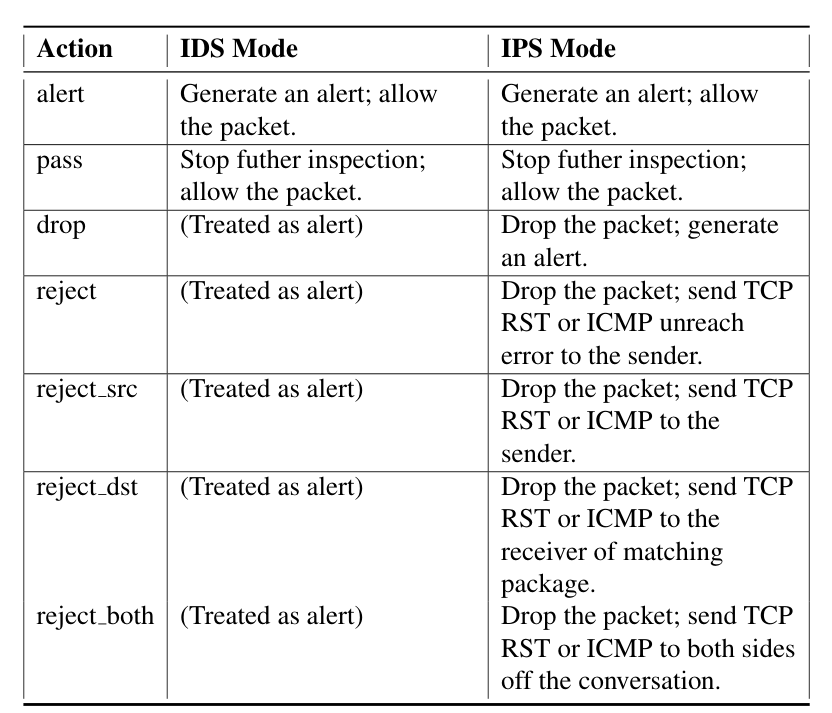 Action IDS Mode IPS Mode
alert Generate an alert; allow Generate an alert; allow
the packet. the packet.
pass Stop futher inspection; Stop futher inspection;
allow the packet. allow the packet.
drop (Treated as alert) Drop the packet; generate
an alert.
reject (Treated as alert) Drop the packet; send TCP
RST or ICMP unreach
error to the sender.
reject_src (Treated as alert) Drop the packet; send TCP
RST or ICMP to the
sender.
reject_dst (Treated as alert) Drop the packet; send TCP
RST or ICMP to the
receiver of matching
package.
reject_both (Treated as alert) Drop the packet; send TCP
RST or ICMP to both sides
off the conversation.